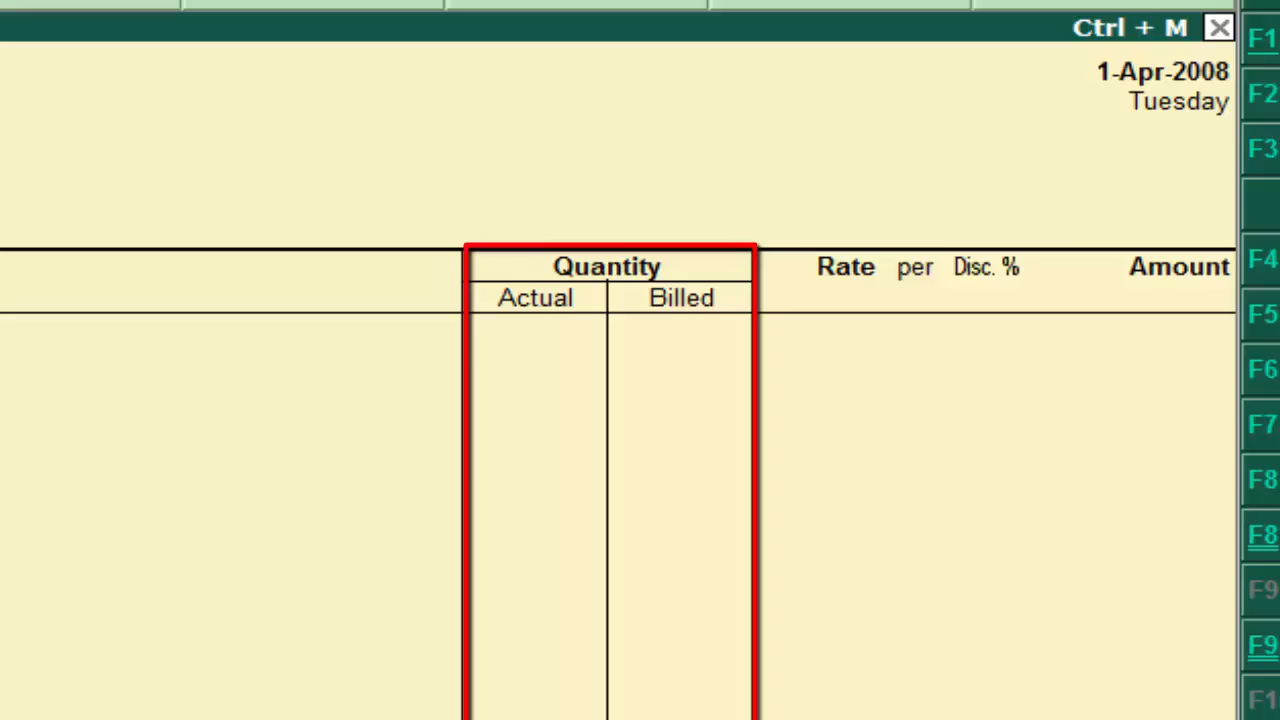 Ctrl + M
F1
1-Apr-2008
F2
Tuesday
F3
F4
Quantity Rate per Disc. % Amount
Actual Billed
F5
F6
F7
F8
F8
F9
F9
F1